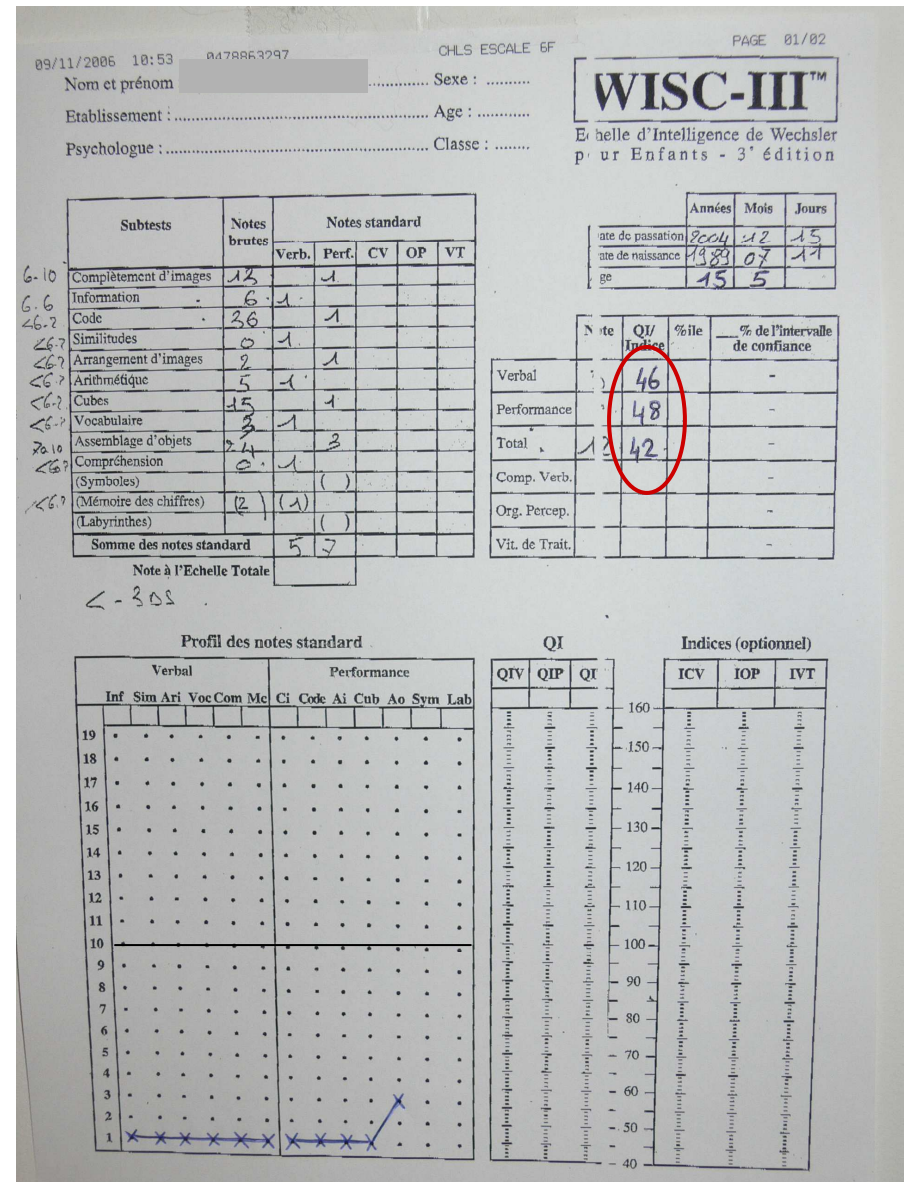 09/11/2006 10:53 0478863297 CHLS ESCALE 6F PAGE 01/02
Nom et prénom .............. Sexe : ..........
WISC-III™
Etablissement : .............. Age : ............
Echelle d'Intelligence de Wechsler
pour Enfants - 3e édition
Psychologue : .............. Classe : ........
Subtests Notes brutes Notes standard
Verb. Perf. CV OP VT
6-10 Complètement d'images 13 1
6.6 Information 6 1
<6-? Code 36 1
<6-? Similitudes 0 1
<6? Arrangement d'images 2 1
<6-? Arithmétique 5 1
<6-? Cubes 15 1
<6-? Vocabulaire 3 1
Assemblage d'objets 24 3
<6? Compréhension 0 1
(Symboles) ( )
<6? (Mémoire des chiffres) (2) (1)
(Labyrinthes) ( )
Somme des notes standard 5 7
Note à l'Echelle Totale
< - 3DS
Années Mois Jours
ate de passation 2004 12 15
ate de naissance 1989 07 11
ge 15 5
N te QI/ Indice %ile ___% de l'intervalle de confiance
Verbal 46 -
Performance 48 -
Total 12 42 -
Comp. Verb. -
Org. Percep. -
Vit. de Trait. -
Profil des notes standard
Verbal Performance
Inf Sim Ari Voc Com Mc Ci Code Ai Cub Ao Sym Lab
19
18
17
16
15
14
13
12
11
10
9
8
7
6
5
4
3
2
1
QI
QIV QIP QI
Indices (optionnel)
ICV IOP IVT
160
150
140
130
120
110
100
90
80
70
60
50
40